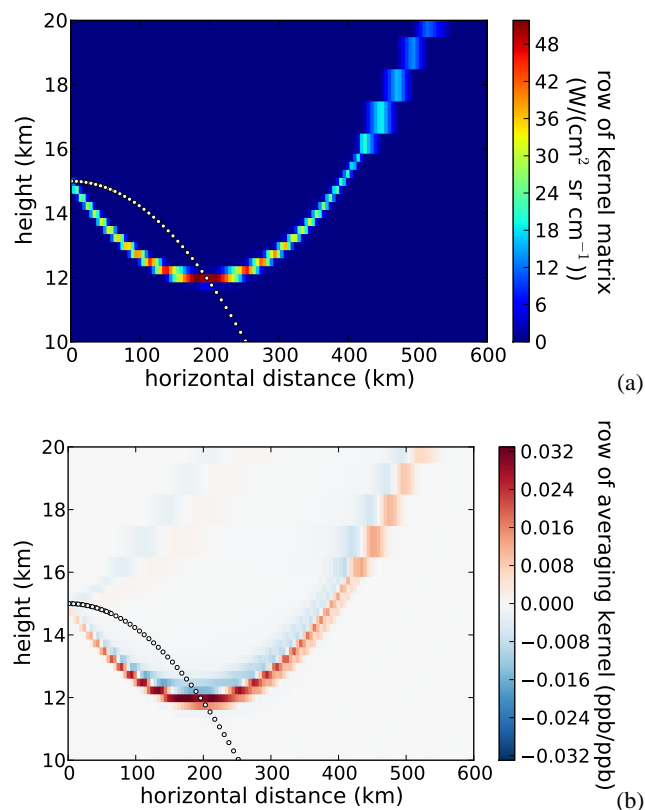 20
18
16
14
12
10
height (km)
0 100 200 300 400 500 600
horizontal distance (km)
48
42
36
30
24
18
12
6
0
row of kernel matrix
(W/(cm² sr cm⁻¹))
(a)
20
18
16
14
12
10
height (km)
0 100 200 300 400 500 600
horizontal distance (km)
0.032
0.024
0.016
0.008
0.000
−0.008
−0.016
−0.024
−0.032
row of averaging kernel (ppb/ppb)
(b)